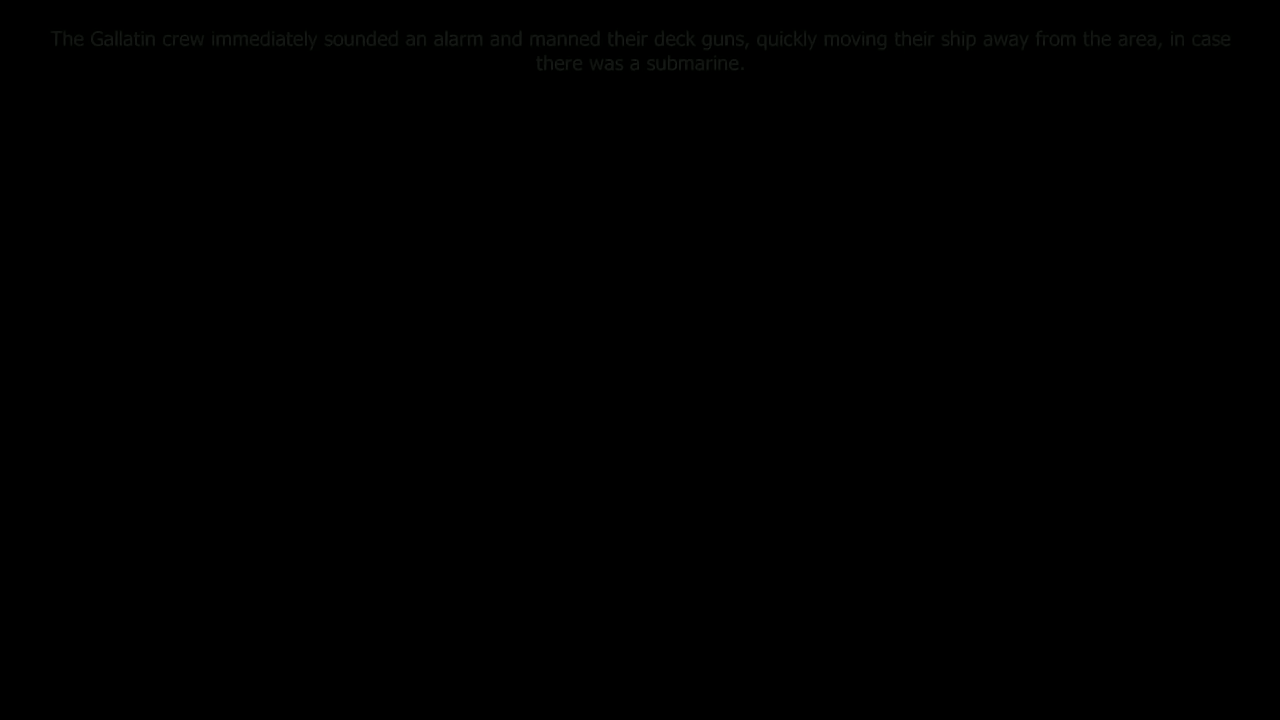 The Gallatin crew immediately sounded an alarm and manned their deck guns, quickly moving their ship away from the area, in case
there was a submarine.